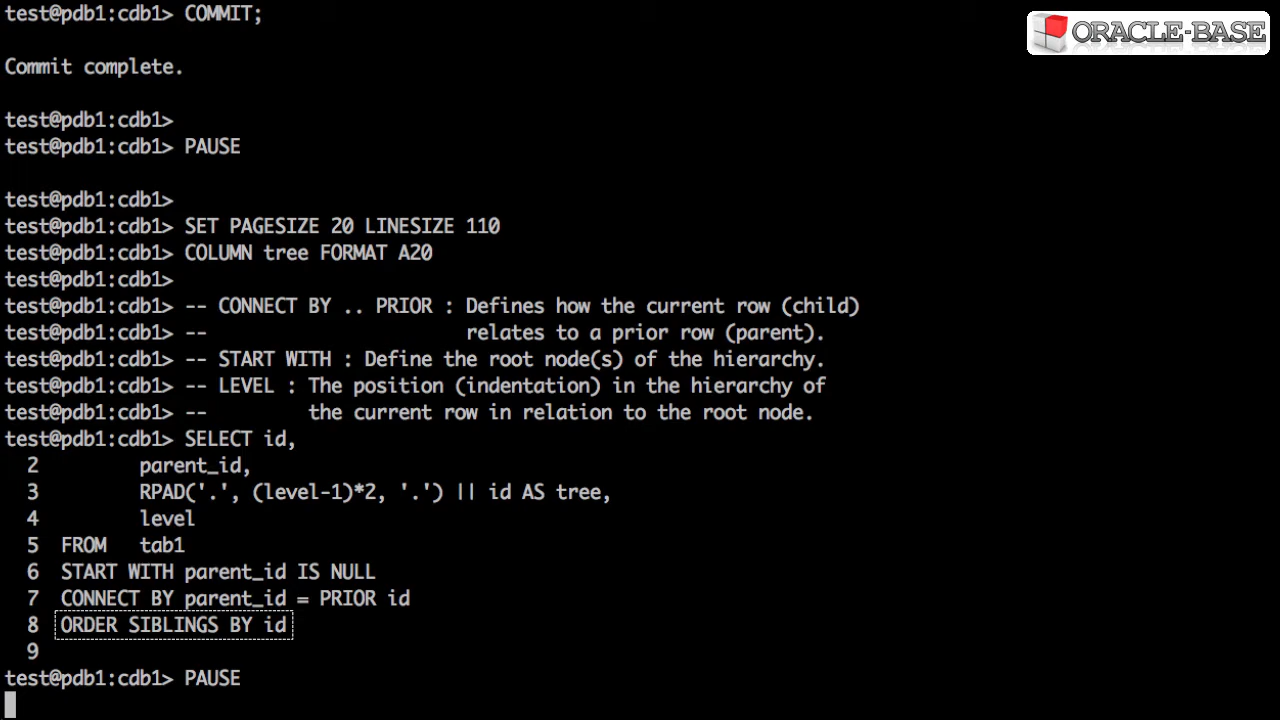 test@pdb1:cdb1> COMMIT;
ORACLE-BASE
Commit complete.
test@pdb1:cdb1>
test@pdb1:cdb1> PAUSE
test@pdb1:cdb1>
test@pdb1:cdb1> SET PAGESIZE 20 LINESIZE 110
test@pdb1:cdb1> COLUMN tree FORMAT A20
test@pdb1:cdb1>
test@pdb1:cdb1> -- CONNECT BY .. PRIOR : Defines how the current row (child)
test@pdb1:cdb1> --                       relates to a prior row (parent).
test@pdb1:cdb1> -- START WITH : Define the root node(s) of the hierarchy.
test@pdb1:cdb1> -- LEVEL : The position (indentation) in the hierarchy of
test@pdb1:cdb1> --         the current row in relation to the root node.
test@pdb1:cdb1> SELECT id,
  2         parent_id,
  3         RPAD('.', (level-1)*2, '.') || id AS tree,
  4         level
  5  FROM   tab1
  6  START WITH parent_id IS NULL
  7  CONNECT BY parent_id = PRIOR id
  8  ORDER SIBLINGS BY id
  9
test@pdb1:cdb1> PAUSE